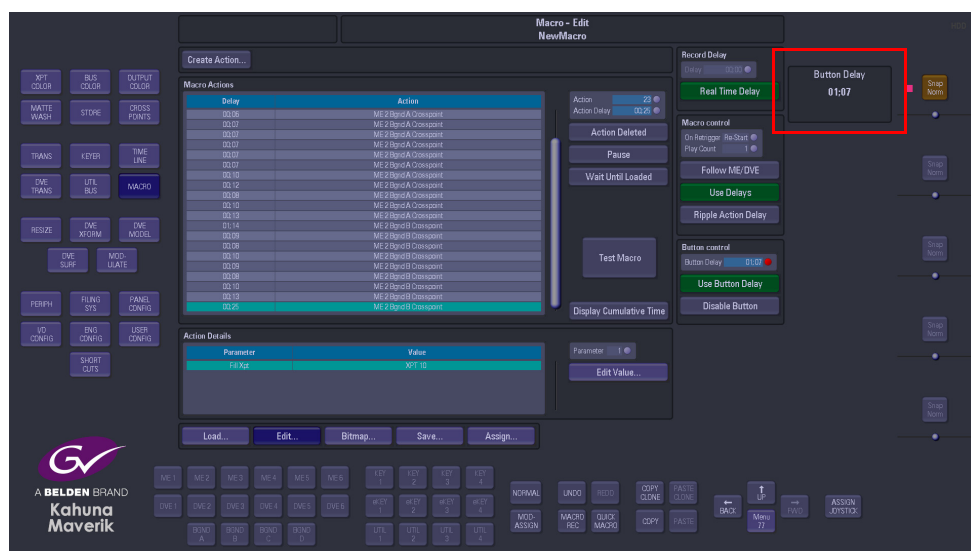 Macro - Edit
NewMacro
Create Action...
Macro Actions
Delay Action
00;05 ME 2 Bgnd A Crosspoint
00;07 ME 2 Bgnd A Crosspoint
00;07 ME 2 Bgnd A Crosspoint
00;07 ME 2 Bgnd A Crosspoint
00;07 ME 2 Bgnd A Crosspoint
00;07 ME 2 Bgnd A Crosspoint
00;10 ME 2 Bgnd A Crosspoint
00;12 ME 2 Bgnd A Crosspoint
00;08 ME 2 Bgnd A Crosspoint
00;10 ME 2 Bgnd A Crosspoint
00;13 ME 2 Bgnd A Crosspoint
01;14 ME 2 Bgnd B Crosspoint
00;09 ME 2 Bgnd B Crosspoint
00;08 ME 2 Bgnd B Crosspoint
00;10 ME 2 Bgnd B Crosspoint
00;09 ME 2 Bgnd B Crosspoint
00;08 ME 2 Bgnd B Crosspoint
00;10 ME 2 Bgnd B Crosspoint
00;13 ME 2 Bgnd B Crosspoint
00;25 ME 2 Bgnd B Crosspoint
Action 23
Action Delay 00;25
Action Deleted
Pause
Wait Until Loaded
Test Macro
Display Cumulative Time
Record Delay
Delay 00;00
Real Time Delay
Macro control
On Retrigger Re-Start
Play Count 1
Follow ME/DVE
Use Delays
Ripple Action Delay
Button control
Button Delay 01;07
Use Button Delay
Disable Button
Button Delay
01:07
Snap
Norm
Snap
Norm
Snap
Norm
Snap
Norm
Snap
Norm
XPT COLOR
BUS COLOR
OUTPUT COLOR
MATTE WASH
STORE
CROSS POINTS
TRANS
KEYER
TIME LINE
DVE TRANS
UTIL BUS
MACRO
RESIZE
DVE XFORM
DVE MODEL
DVE SURF
MOD-ULATE
PERIPH
FILING SYS
PANEL CONFIG
I/O CONFIG
ENG CONFIG
USER CONFIG
SHORT CUTS
Action Details
Parameter Value
Fill Xpt XPT 10
Parameter 1
Edit Value...
Load... Edit... Bitmap... Save... Assign...
A BELDEN BRAND
Kahuna
Maverik
ME 1 ME 2 ME 3 ME 4 ME 5 ME 6
KEY 1 KEY 2 KEY 3 KEY 4
DVE 1 DVE 2 DVE 3 DVE 4 DVE 5 DVE 6
eKEY 1 eKEY 2 eKEY 3 eKEY 4
BGND A BGND B BGND C BGND D
UTIL 1 UTIL 2 UTIL 3 UTIL 4
NORMAL UNDO REDO COPY CLONE PASTE CLONE
MOD-ASSIGN MACRO REC QUICK MACRO COPY PASTE
UP
BACK
Menu 77
FWD
ASSIGN JOYSTICK